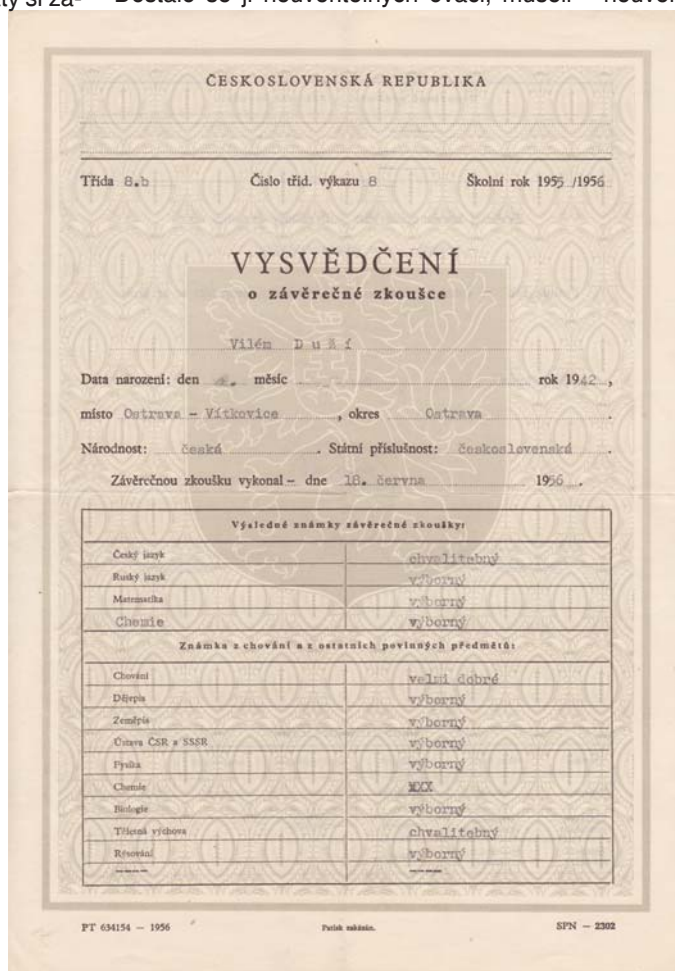 ČESKOSLOVENSKÁ REPUBLIKA
Třída 8.b Číslo tříd. výkazu 8 Školní rok 1955/1956
VYSVĚDČENÍ
o závěrečné zkoušce
Vilém
Data narození: den měsíc rok 1942,
místo Ostrava - Vítkovice, okres Ostrava.
Národnost: česká. Státní příslušnost: československá.
Závěrečnou zkoušku vykonal – dne 18. června 1956.
Výsledné známky závěrečné zkoušky:
Český jazyk chvalitebný
Ruský jazyk výborný
Matematika výborný
Chemie výborný
Známka z chování a z ostatních povinných předmětů:
Chování velmi dobré
Dějepis výborný
Zeměpis výborný
Ústava ČSR a SSSR výborný
Fysika výborný
Chemie XXX
Biologie výborný
Tělesná výchova chvalitebný
Rýsování výborný
---- ----
PT 634154 — 1956 Patisk zakázán. SPN — 2302